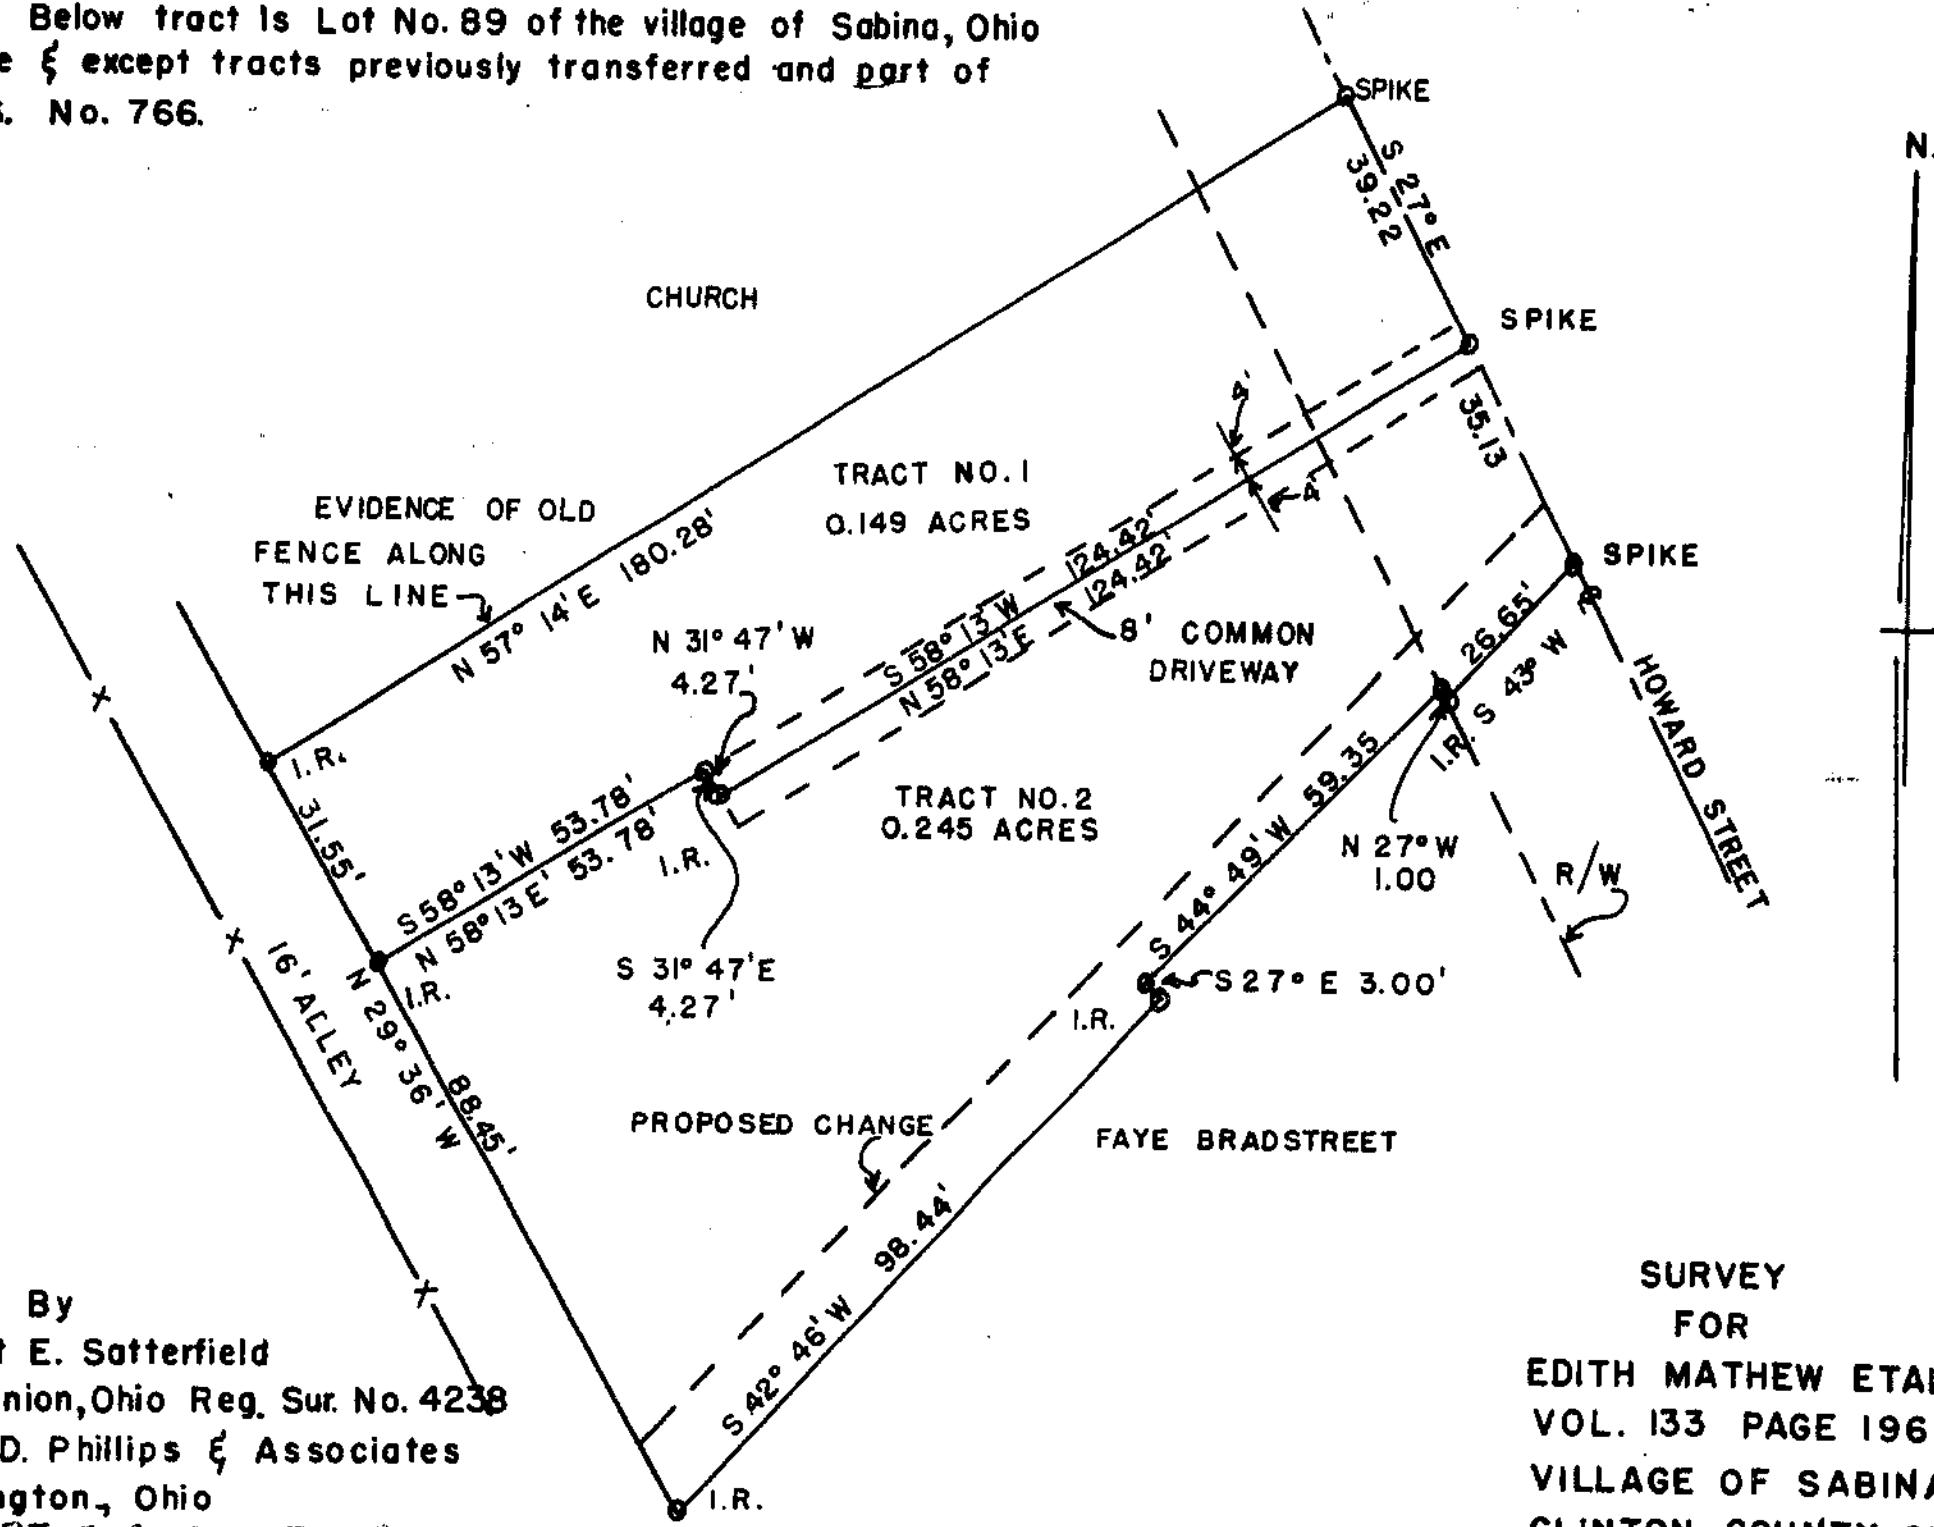 Below tract Is Lot No. 89 of the village of Sabina, Ohio
& except tracts previously transferred and part of
No. 766.
SPIKE
N.
S 27° E
39.22
CHURCH
SPIKE
4'
35.13
TRACT NO. 1
0.149 ACRES
4'
EVIDENCE OF OLD
FENCE ALONG
THIS LINE
N 57° 14' E 180.28'
S 58° 13' W 124.42'
N 58° 13' E 124.42'
SPIKE
26.65'
S 43° W
8' COMMON
DRIVEWAY
N 31° 47' W
4.27'
HOWARD STREET
I.R.
I.R.
31.55'
S 58° 13' W 53.78'
N 58° 13 E' 53.78'
I.R.
TRACT NO. 2
0.245 ACRES
S 44° 49' W 59.35
N 27° W
1.00
R/W
S 31° 47' E
4.27'
S 27° E 3.00'
I.R.
I.R.
16' ALLEY
N 29° 36' W
88.45'
PROPOSED CHANGE
FAYE BRADSTREET
S 42° 46' W 98.44'
I.R.
By
E. Satterfield
nion, Ohio Reg. Sur. No. 4238
D. Phillips & Associates
ngton, Ohio
SURVEY
FOR
EDITH MATHEW ETAL
VOL. 133 PAGE 196
VILLAGE OF SABINA
CLINTON COUNTY